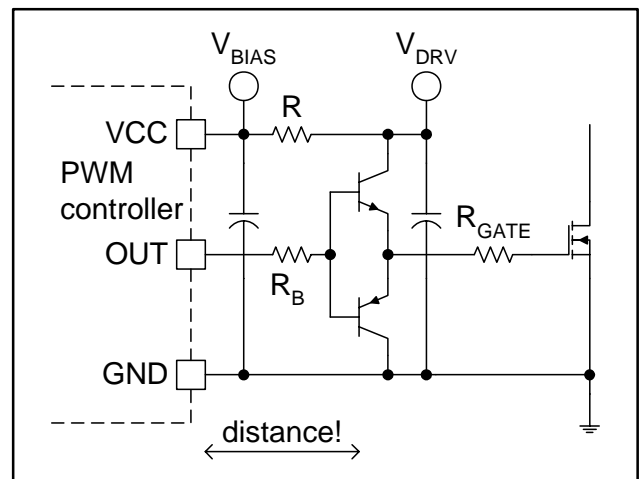 V_BIAS V_DRV
R
VCC
PWM
controller
R_GATE
OUT
R_B
GND
distance!